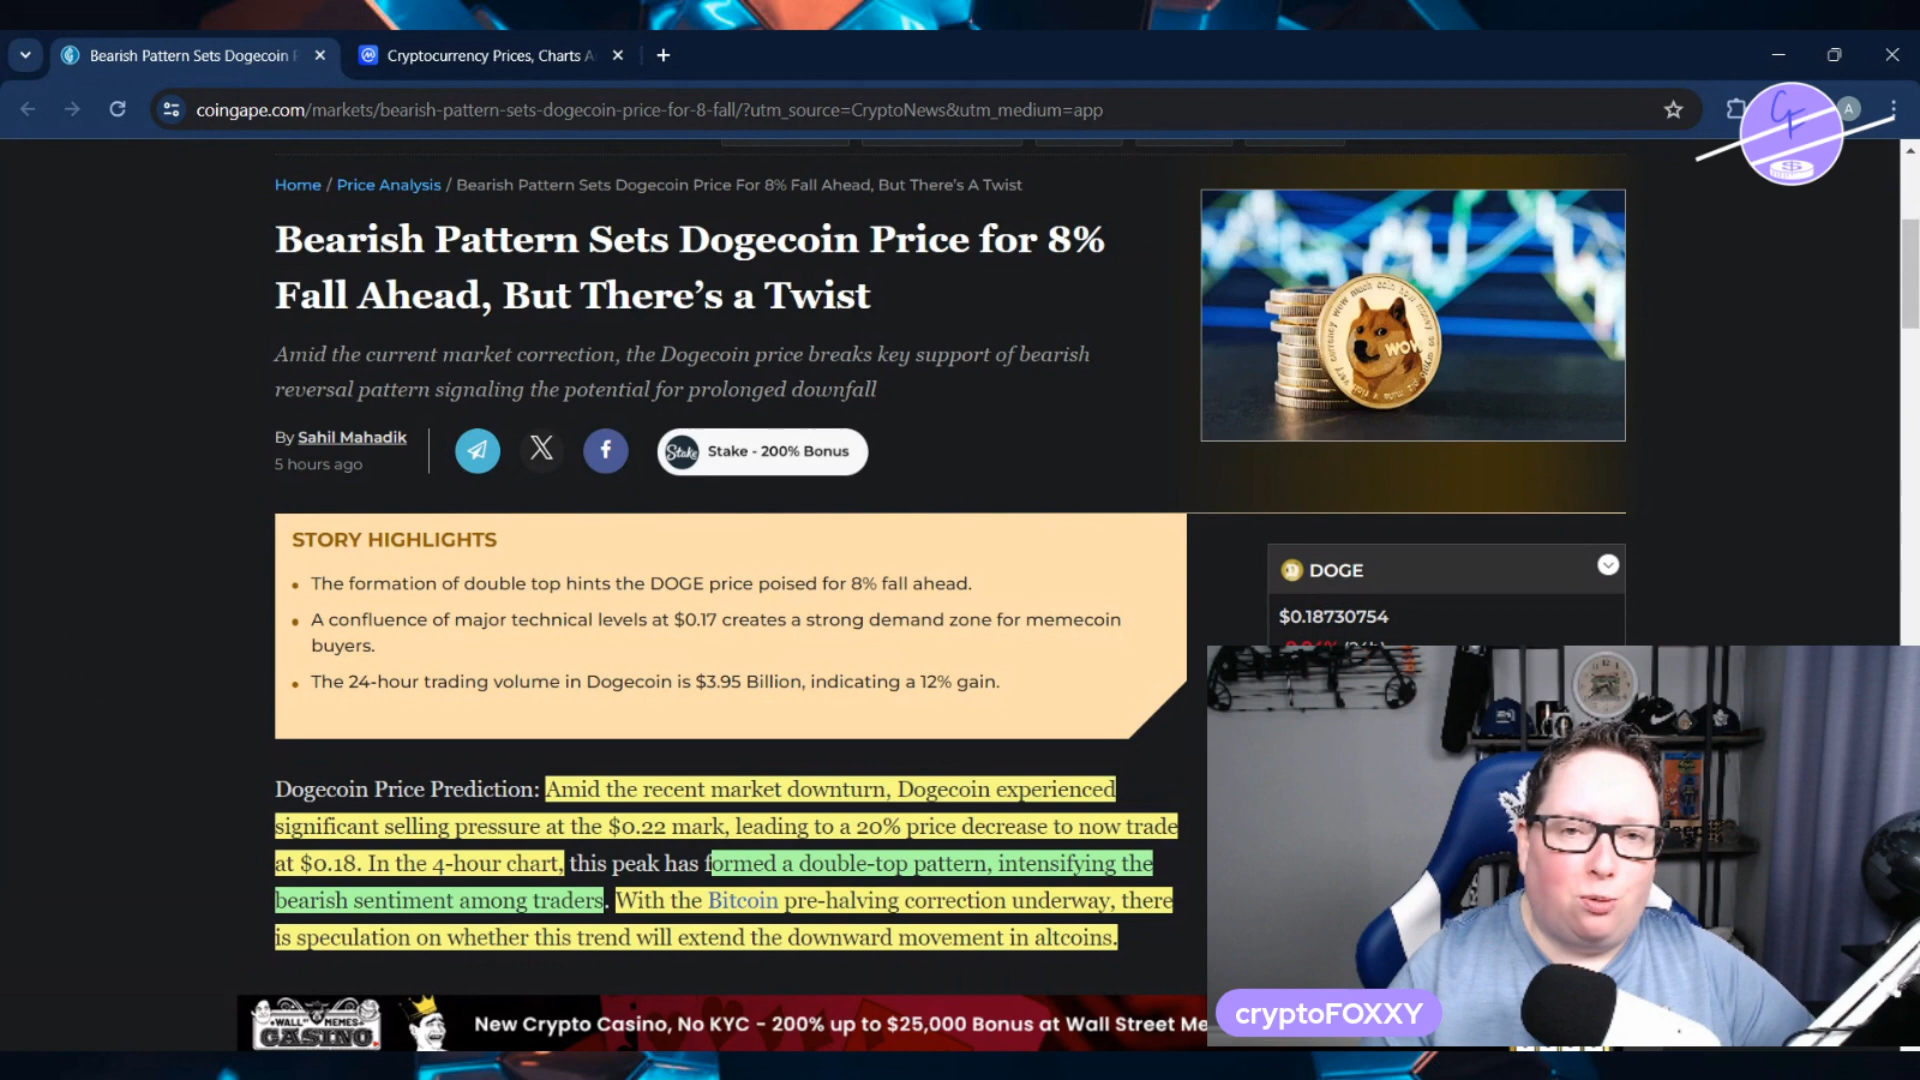 Bearish Pattern Sets Dogecoin
Cryptocurrency Prices, Charts A
coingape.com/markets/bearish-pattern-sets-dogecoin-price-for-8-fall/?utm_source=CryptoNews&utm_medium=app
A
Home / Price Analysis / Bearish Pattern Sets Dogecoin Price For 8% Fall Ahead, But There's A Twist
Bearish Pattern Sets Dogecoin Price for 8%
Fall Ahead, But There's a Twist
Amid the current market correction, the Dogecoin price breaks key support of bearish
reversal pattern signaling the potential for prolonged downfall
By Sahil Mahadik
5 hours ago
Stake
Stake - 200% Bonus
WOW
STORY HIGHLIGHTS
• The formation of double top hints the DOGE price poised for 8% fall ahead.
• A confluence of major technical levels at $0.17 creates a strong demand zone for memecoin
buyers.
• The 24-hour trading volume in Dogecoin is $3.95 Billion, indicating a 12% gain.
DOGE
$0.18730754
Dogecoin Price Prediction: Amid the recent market downturn, Dogecoin experienced
significant selling pressure at the $0.22 mark, leading to a 20% price decrease to now trade
at $0.18. In the 4-hour chart, this peak has formed a double-top pattern, intensifying the
bearish sentiment among traders. With the Bitcoin pre-halving correction underway, there
is speculation on whether this trend will extend the downward movement in altcoins.
WALL ST MEMES
CASINO
New Crypto Casino, No KYC - 200% up to $25,000 Bonus at Wall Street Me
cryptoFOXXY